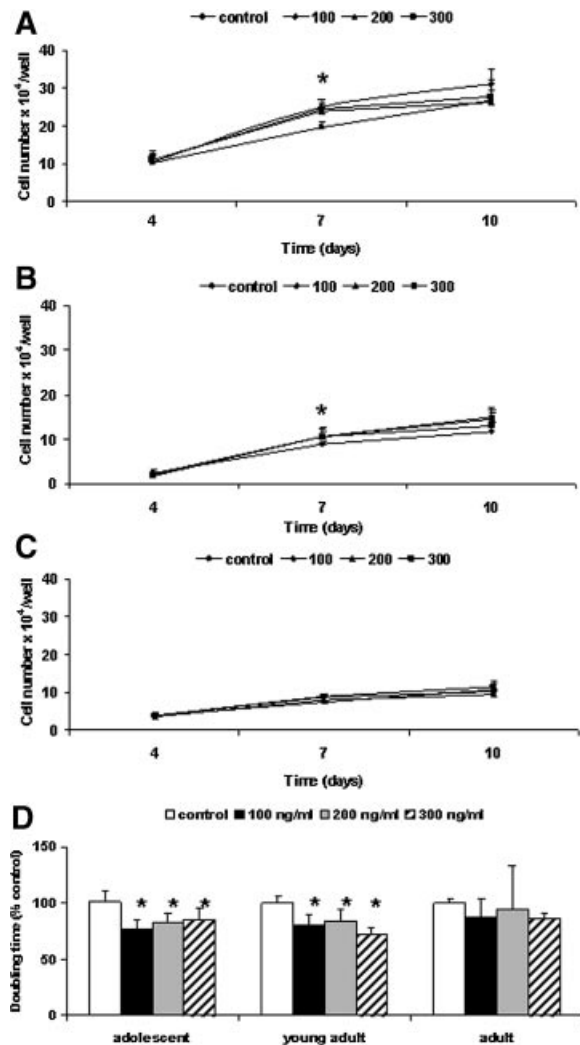 A
control 100 200 300
Cell number x 10⁴/well
40
30
20
10
0
*
4 7 10
Time (days)
B
control 100 200 300
Cell number x 10⁴/well
40
30
20
10
0
*
4 7 10
Time (days)
C
control 100 200 300
Cell number x 10⁴/well
40
30
20
10
0
4 7 10
Time (days)
D
control 100 ng/ml 200 ng/ml 300 ng/ml
Doubling time (% control)
150
100
50
0
* * * * * *
adolescent young adult adult